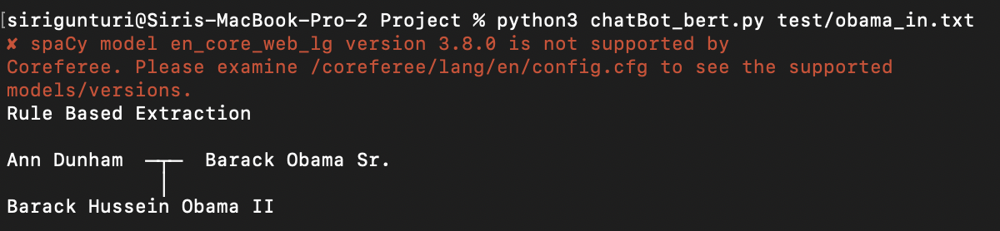 [sirigunturi@Siris-MacBook-Pro-2 Project % python3 chatBot_bert.py test/obama_in.txt
✘ spaCy model en_core_web_lg version 3.8.0 is not supported by
Coreferee. Please examine /coreferee/lang/en/config.cfg to see the supported
models/versions.
Rule Based Extraction
Ann Dunham ─┬─ Barack Obama Sr.
Barack Hussein Obama II